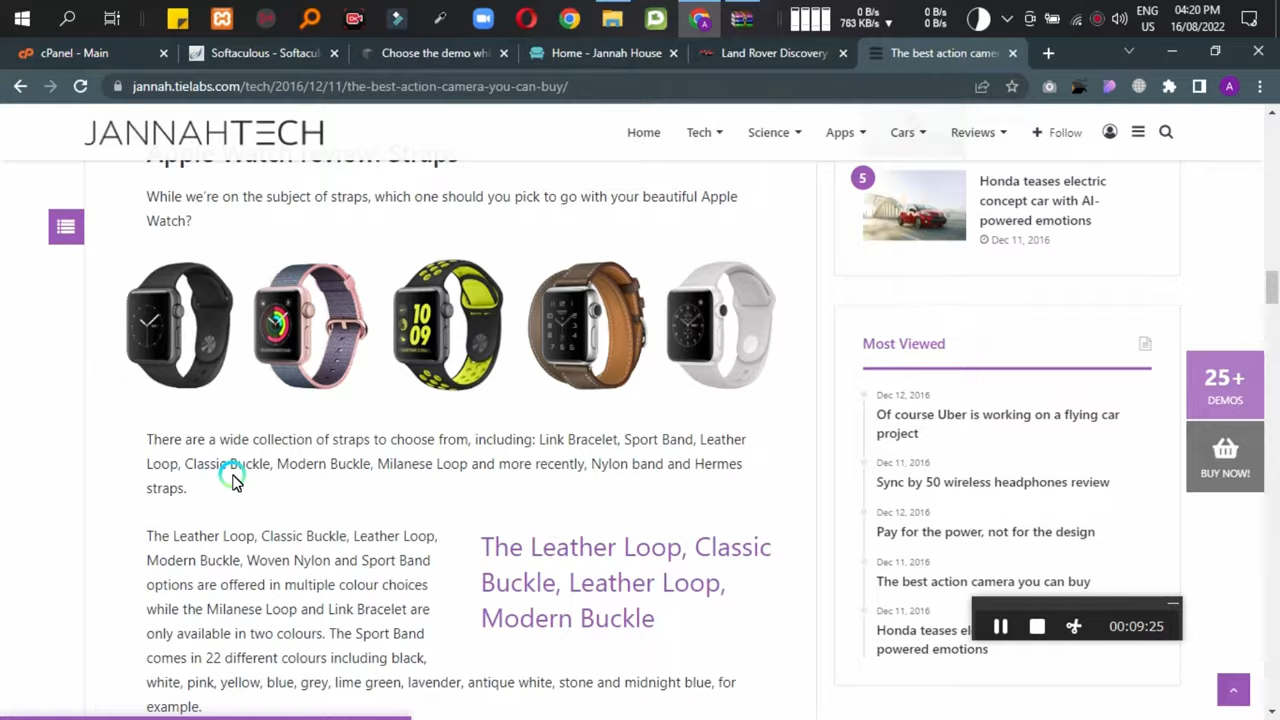 0 B/s
763 KB/s
0 B/s
0 B/s
ENG
US
04:20 PM
16/08/2022
cPanel - Main
Softaculous - Softacul
Choose the demo whi
Home - Jannah House
Land Rover Discovery
The best action came
jannah.tielabs.com/tech/2016/12/11/the-best-action-camera-you-can-buy/
JANNAHTECH
Home
Tech
Science
Apps
Cars
Reviews
Follow
Apple Watch review: Straps
While we're on the subject of straps, which one should you pick to go with your beautiful Apple
Watch?
10
09
There are a wide collection of straps to choose from, including: Link Bracelet, Sport Band, Leather
Loop, Classic Buckle, Modern Buckle, Milanese Loop and more recently, Nylon band and Hermes
straps.
The Leather Loop, Classic Buckle, Leather Loop,
Modern Buckle, Woven Nylon and Sport Band
options are offered in multiple colour choices
while the Milanese Loop and Link Bracelet are
only available in two colours. The Sport Band
comes in 22 different colours including black,
white, pink, yellow, blue, grey, lime green, lavender, antique white, stone and midnight blue, for
example.
The Leather Loop, Classic
Buckle, Leather Loop,
Modern Buckle
5
Honda teases electric
concept car with AI-
powered emotions
Dec 11, 2016
Most Viewed
Dec 12, 2016
Of course Uber is working on a flying car
project
Dec 11, 2016
Sync by 50 wireless headphones review
Dec 12, 2016
Pay for the power, not for the design
Dec 11, 2016
The best action camera you can buy
Dec 11, 2016
Honda teases el
powered emotions
25+
DEMOS
BUY NOW!
00:09:25